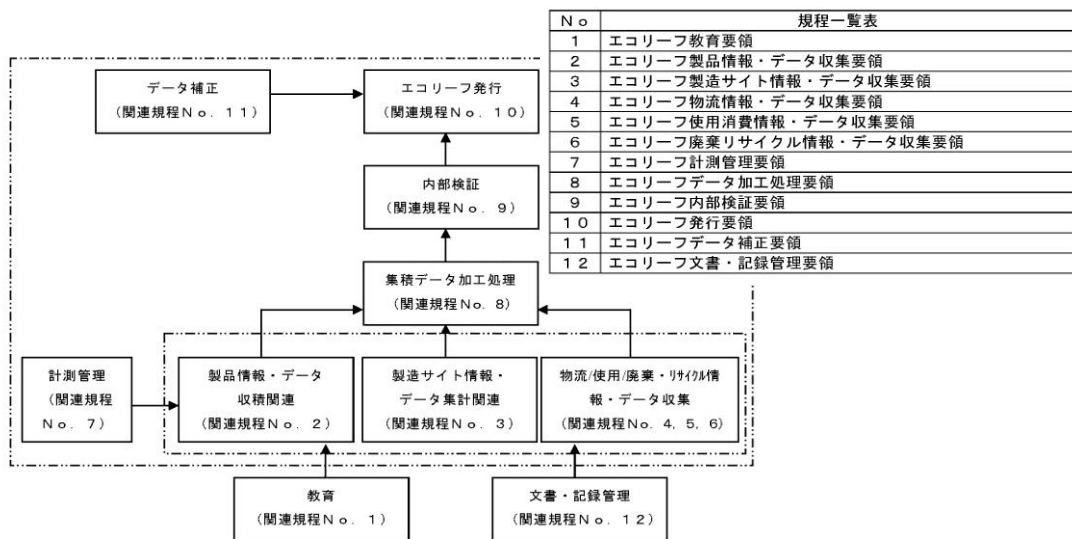 No 規程一覧表
1 エコリーフ教育要領
2 エコリーフ製品情報・データ収集要領
3 エコリーフ製造サイト情報・データ収集要領
4 エコリーフ物流情報・データ収集要領
5 エコリーフ使用消費情報・データ収集要領
6 エコリーフ廃棄リサイクル情報・データ収集要領
7 エコリーフ計測管理要領
8 エコリーフデータ加工処理要領
9 エコリーフ内部検証要領
10 エコリーフ発行要領
11 エコリーフデータ補正要領
12 エコリーフ文書・記録管理要領
データ補正
(関連規程No. 11)
エコリーフ発行
(関連規程No. 10)
内部検証
(関連規程No. 9)
集積データ加工処理
(関連規程No. 8)
計測管理
(関連規程
No. 7)
製品情報・データ
収積関連
(関連規程No. 2)
製造サイト情報・
データ集計関連
(関連規程No. 3)
物流/使用/廃棄・リサイクル情
報・データ収集
(関連規程No. 4, 5, 6)
教育
(関連規程No. 1)
文書・記録管理
(関連規程No. 12)